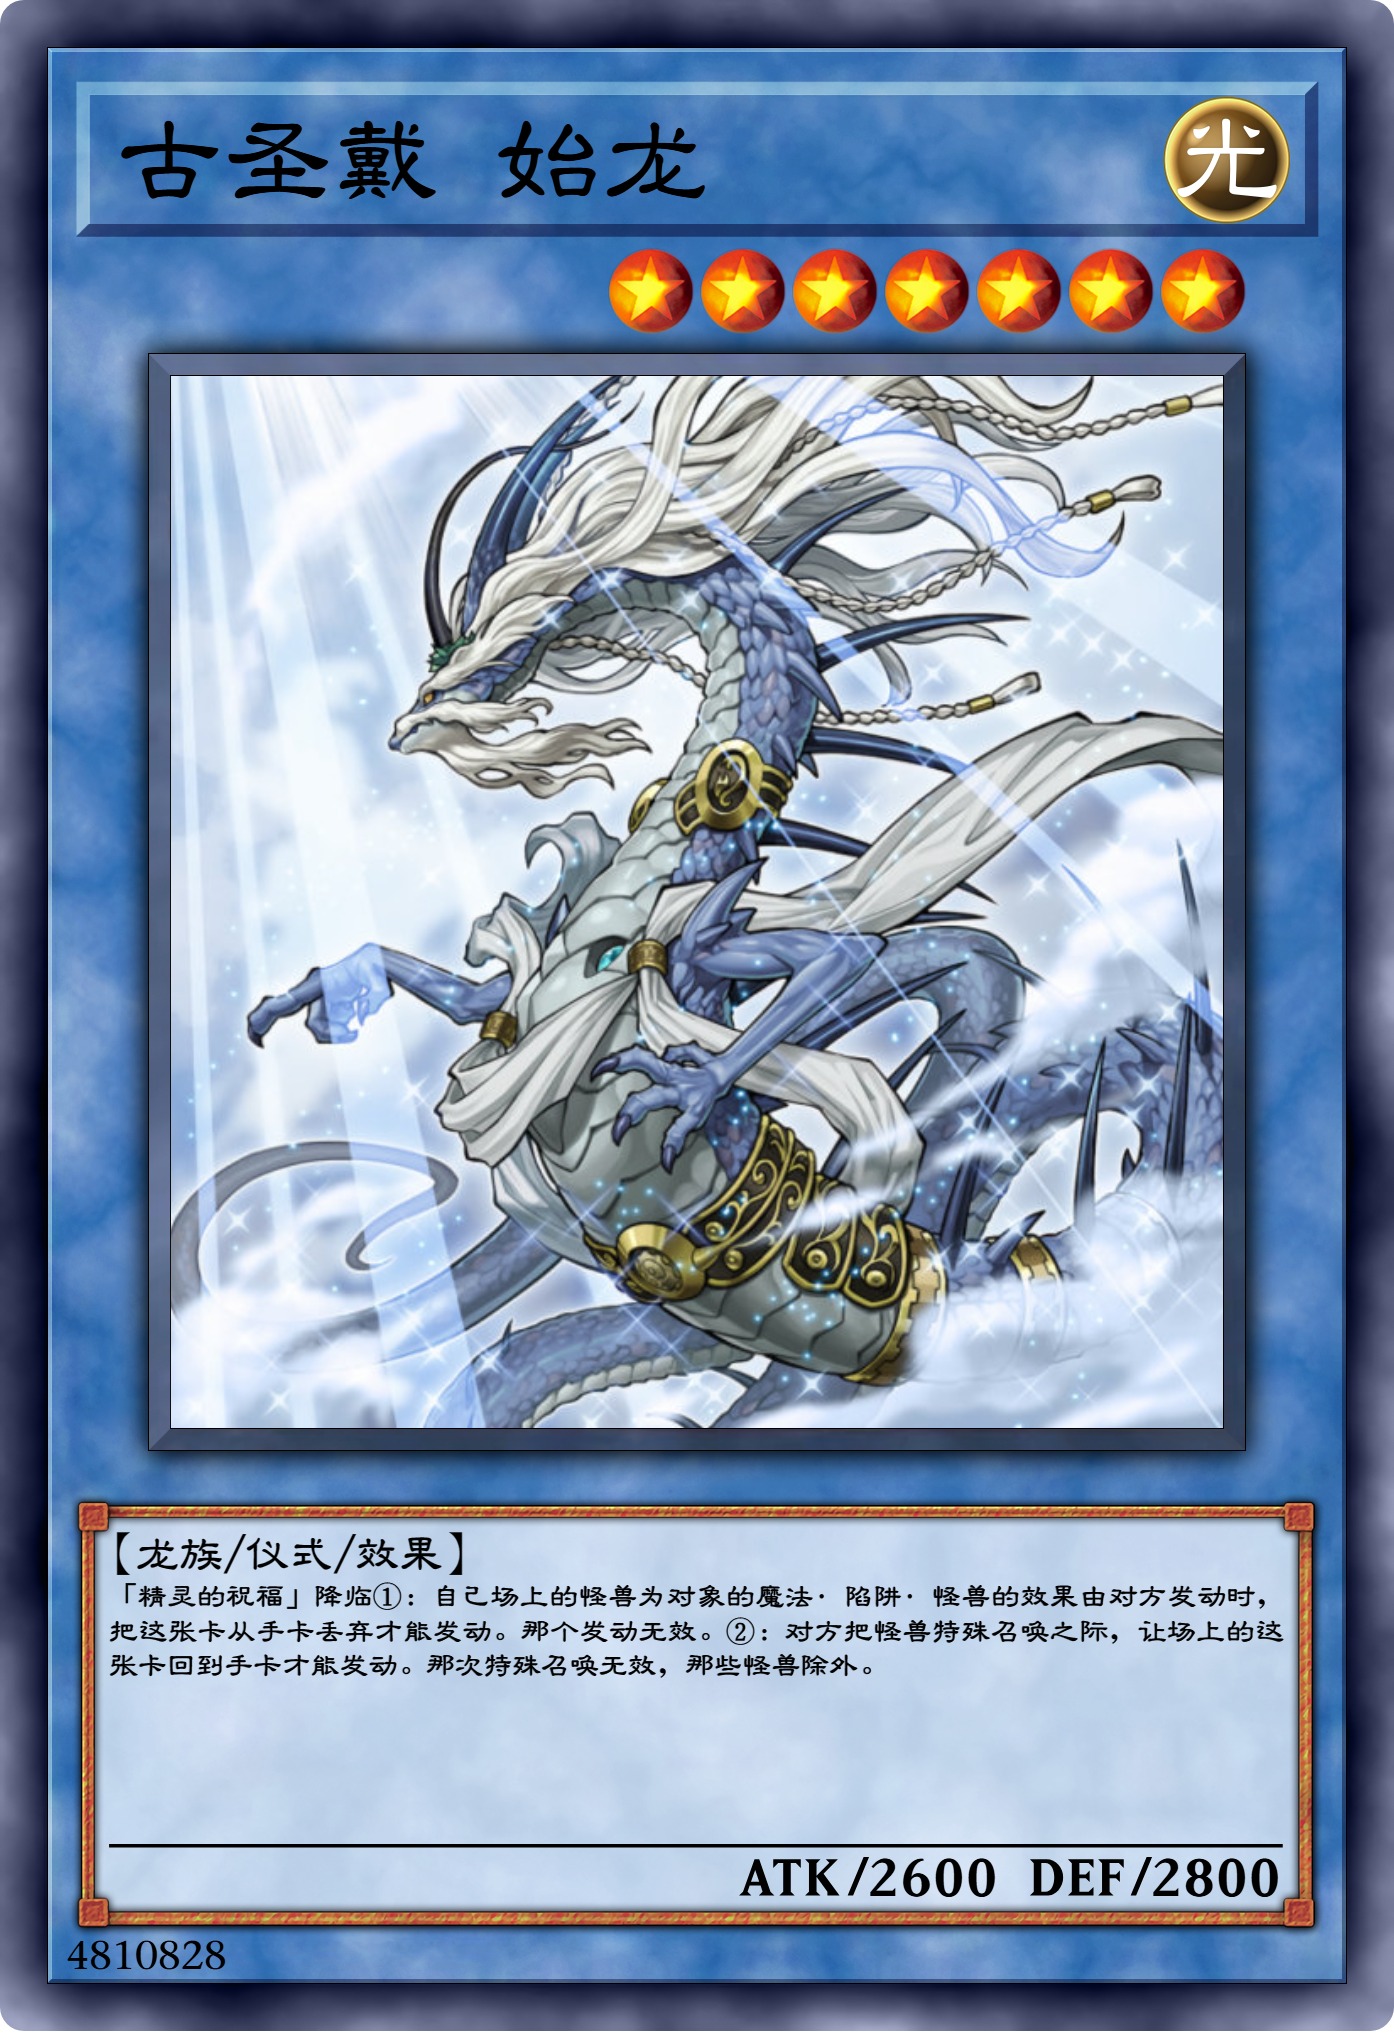 古圣戴 始龙
光
【龙族/仪式/效果】
「精灵的祝福」降临①：自己场上的怪兽为对象的魔法·陷阱·怪兽的效果由对方发动时，
把这张卡从手卡丢弃才能发动。那个发动无效。②：对方把怪兽特殊召唤之际，让场上的这
张卡回到手卡才能发动。那次特殊召唤无效，那些怪兽除外。
ATK/2600 DEF/2800
4810828